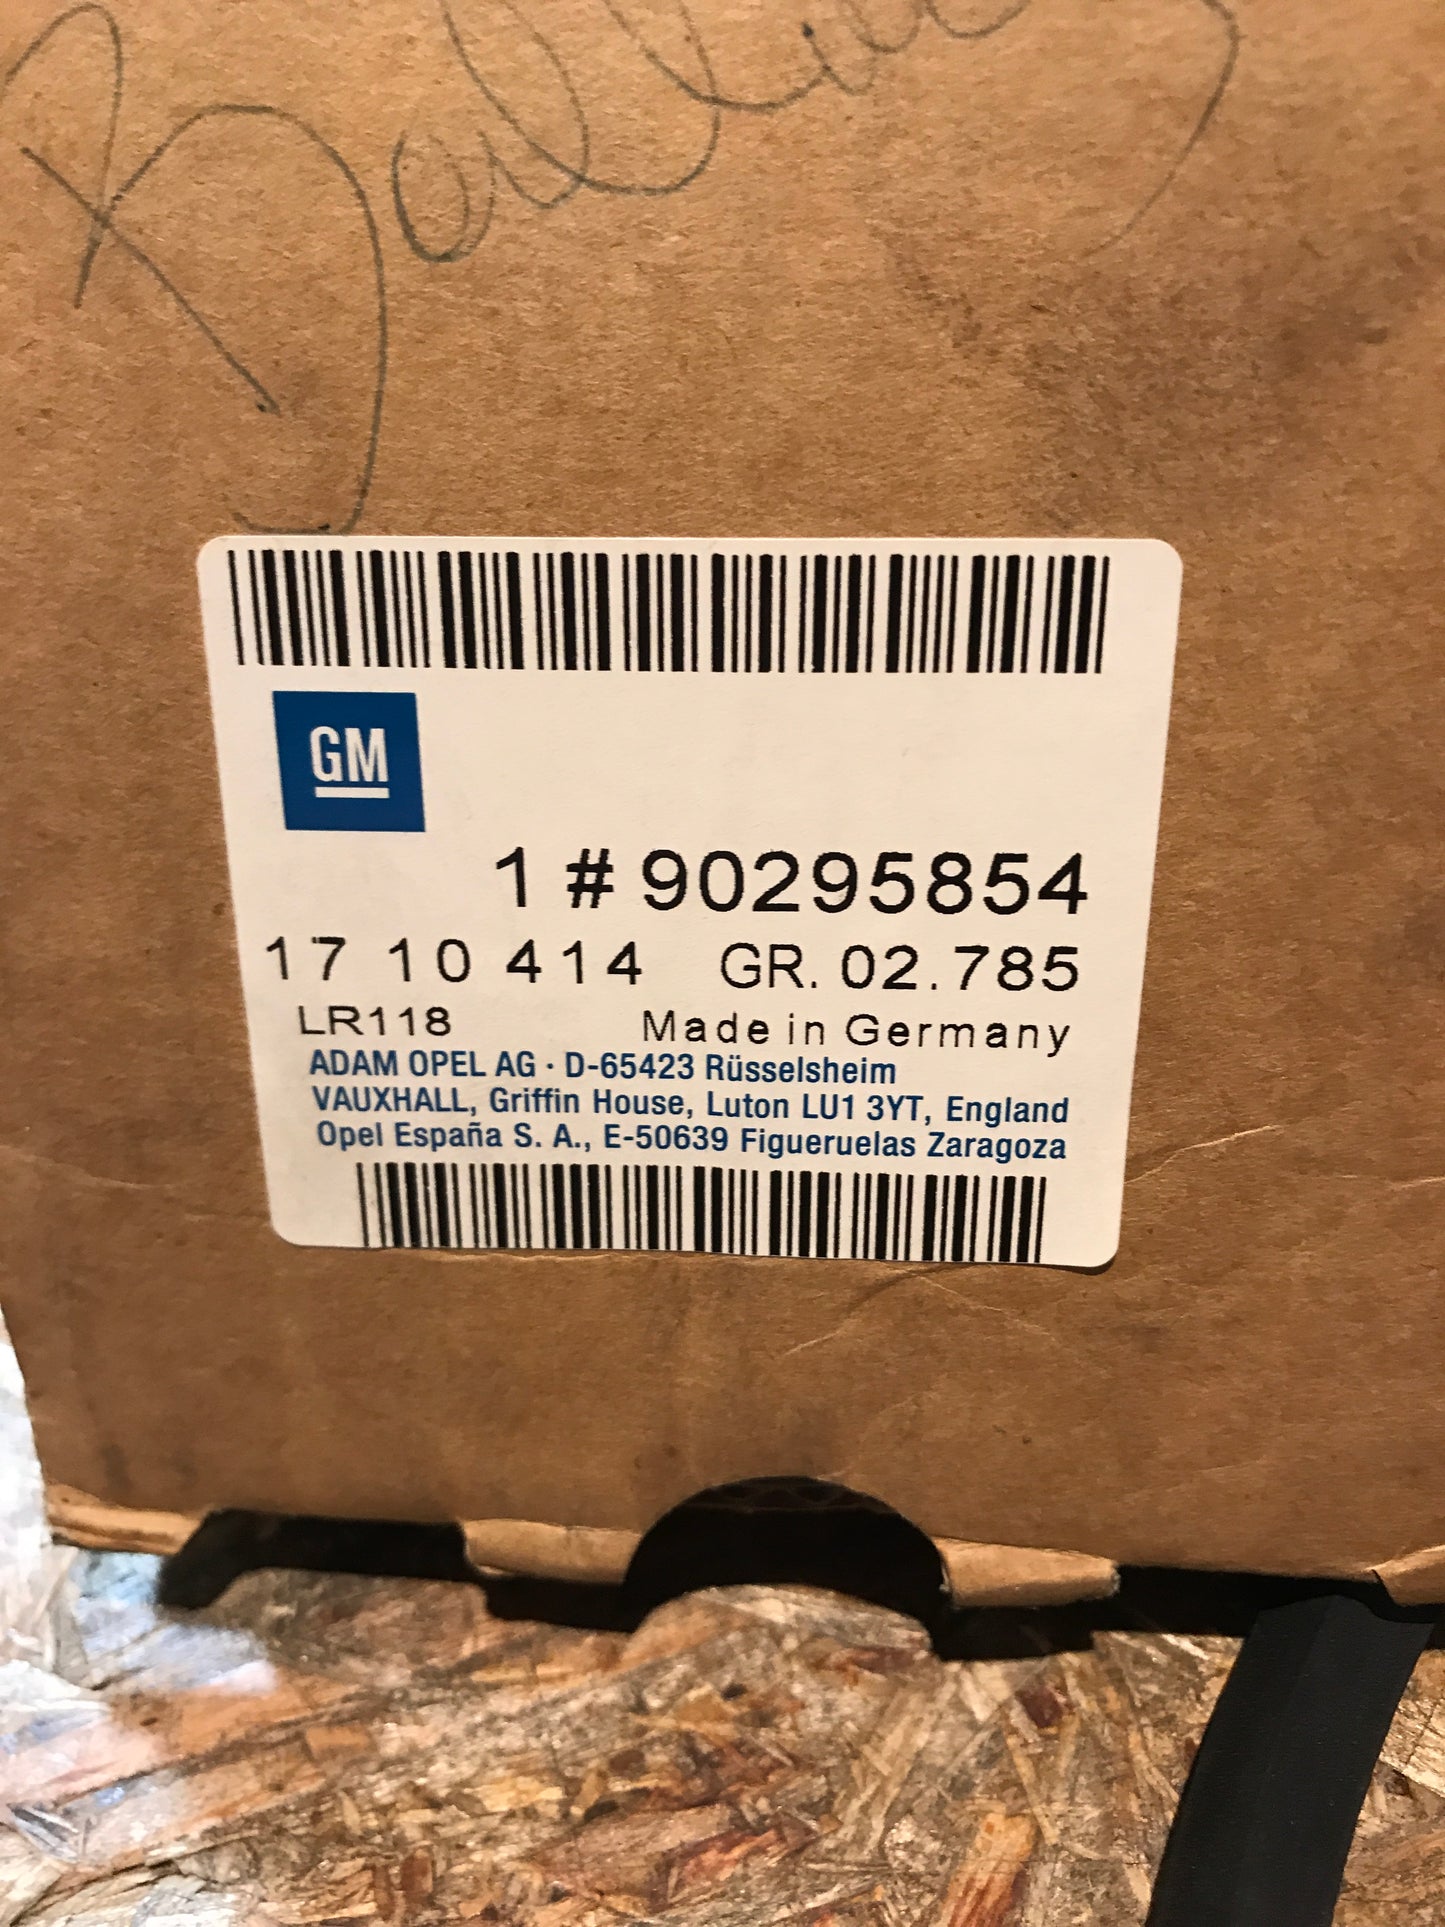 GM
1 # 90295854
17 10 414 GR. 02.785
LR118 Made in Germany
ADAM OPEL AG · D-65423 Rüsselsheim
VAUXHALL, Griffin House, Luton LU1 3YT, England
Opel España S. A., E-50639 Figueruelas Zaragoza